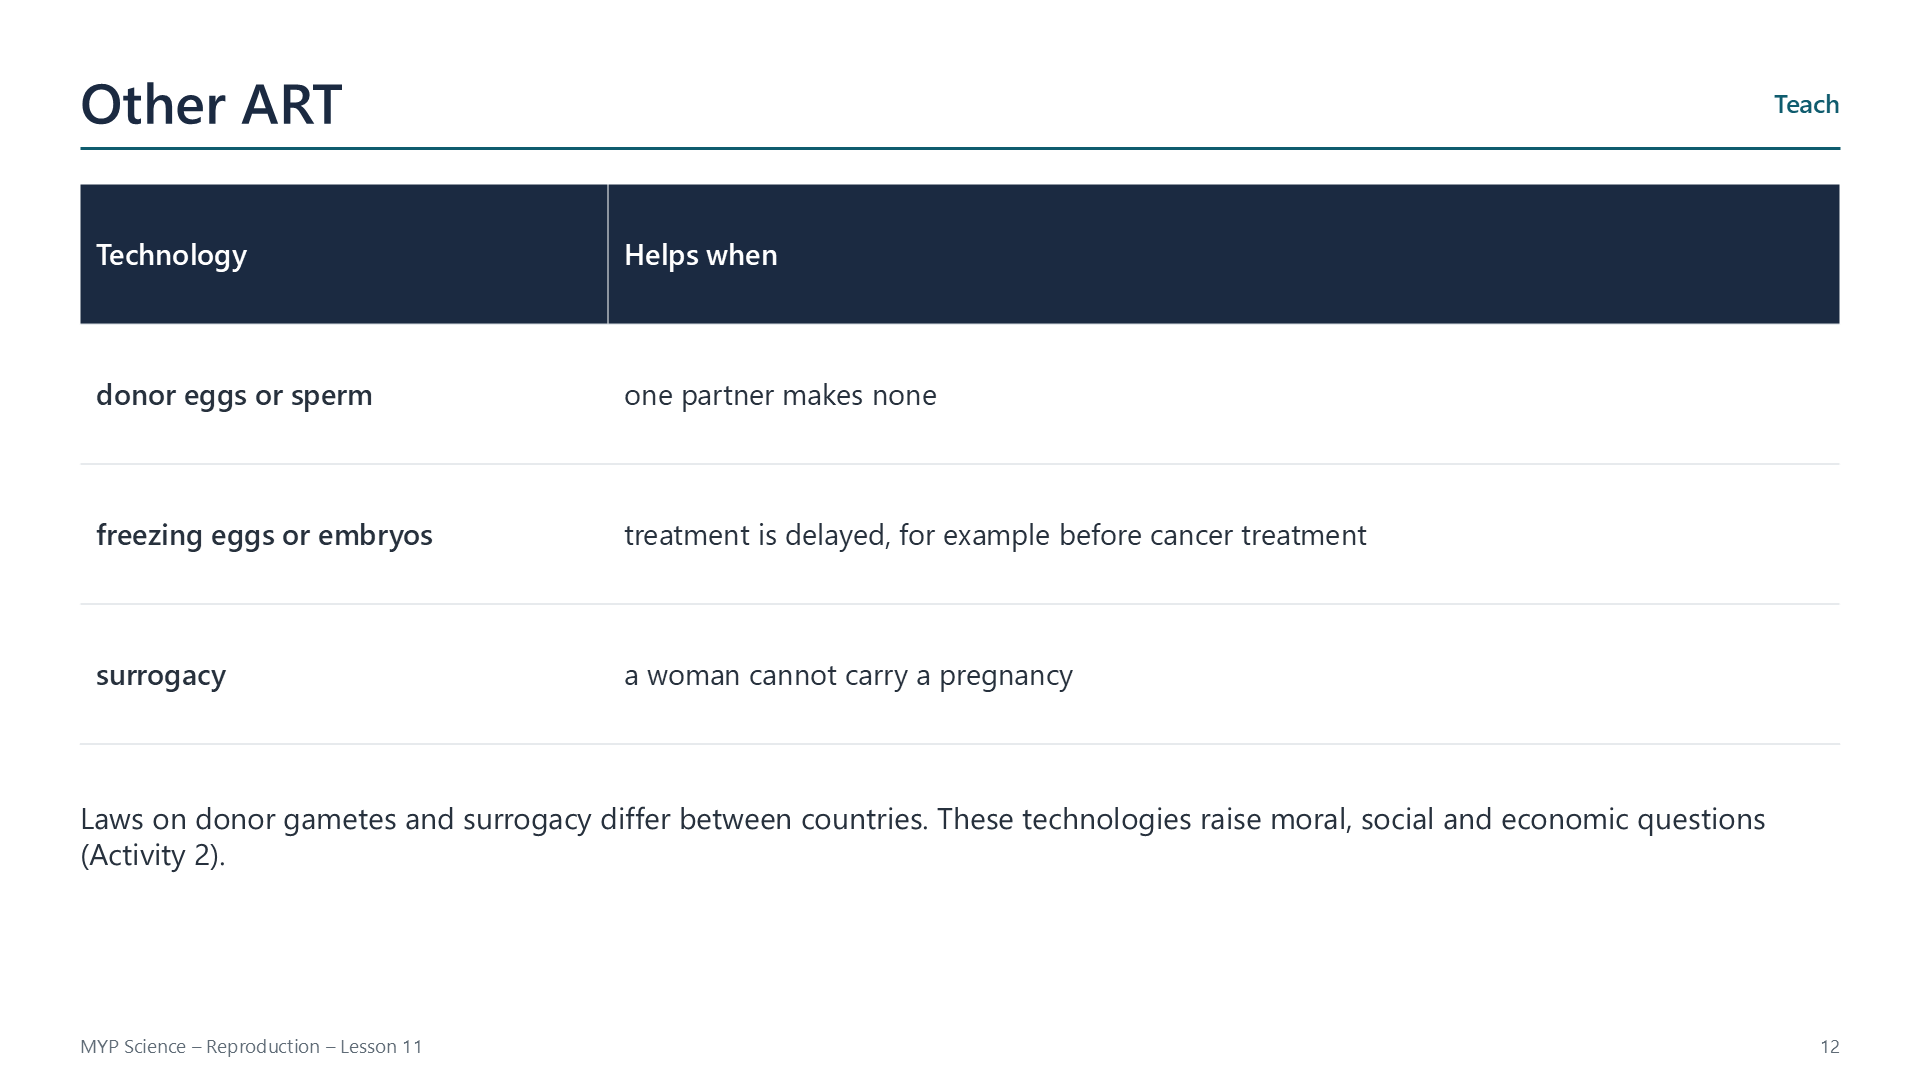 Other ART
Teach
Technology
Helps when
donor eggs or sperm
one partner makes none
freezing eggs or embryos
treatment is delayed, for example before cancer treatment
surrogacy
a woman cannot carry a pregnancy
Laws on donor gametes and surrogacy differ between countries. These technologies raise moral, social and economic questions
(Activity 2).
MYP Science – Reproduction – Lesson 11
12